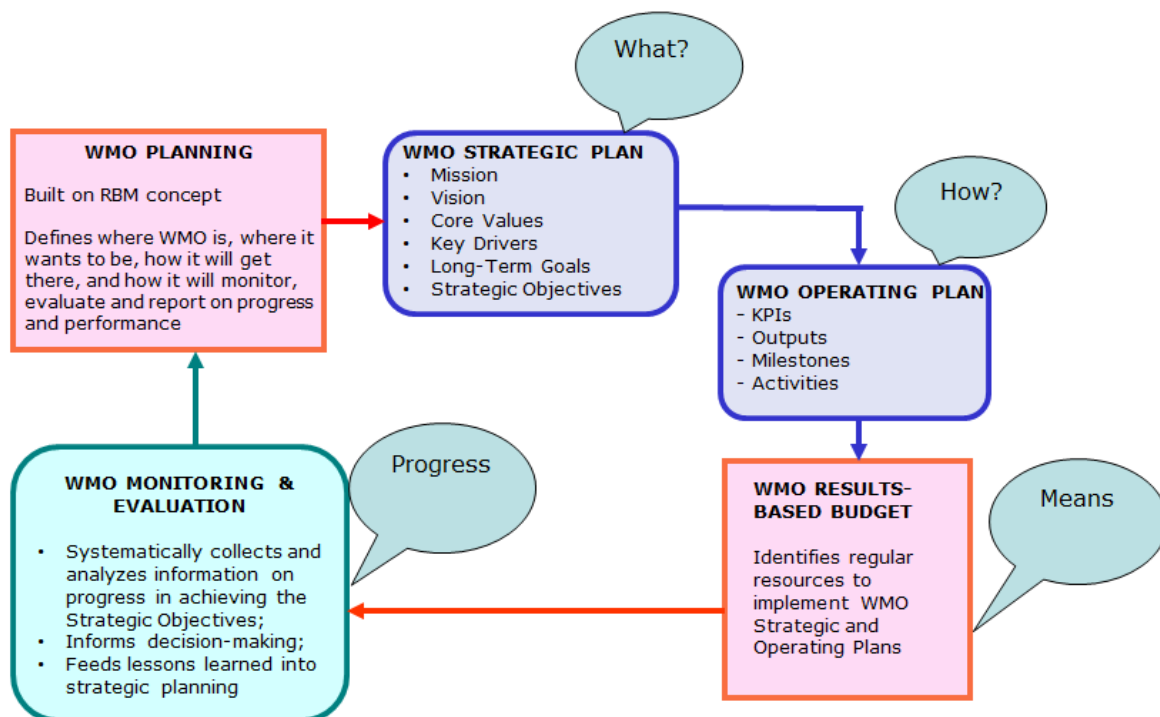 What?
WMO PLANNING
Built on RBM concept
Defines where WMO is, where it
wants to be, how it will get
there, and how it will monitor,
evaluate and report on progress
and performance
WMO STRATEGIC PLAN
• Mission
• Vision
• Core Values
• Key Drivers
• Long-Term Goals
• Strategic Objectives
How?
WMO OPERATING PLAN
- KPIs
- Outputs
- Milestones
- Activities
WMO MONITORING &
EVALUATION
• Systematically collects and
analyzes information on
progress in achieving the
Strategic Objectives;
• Informs decision-making;
• Feeds lessons learned into
strategic planning
Progress
WMO RESULTS-
BASED BUDGET
Identifies regular
resources to
implement WMO
Strategic and
Operating Plans
Means